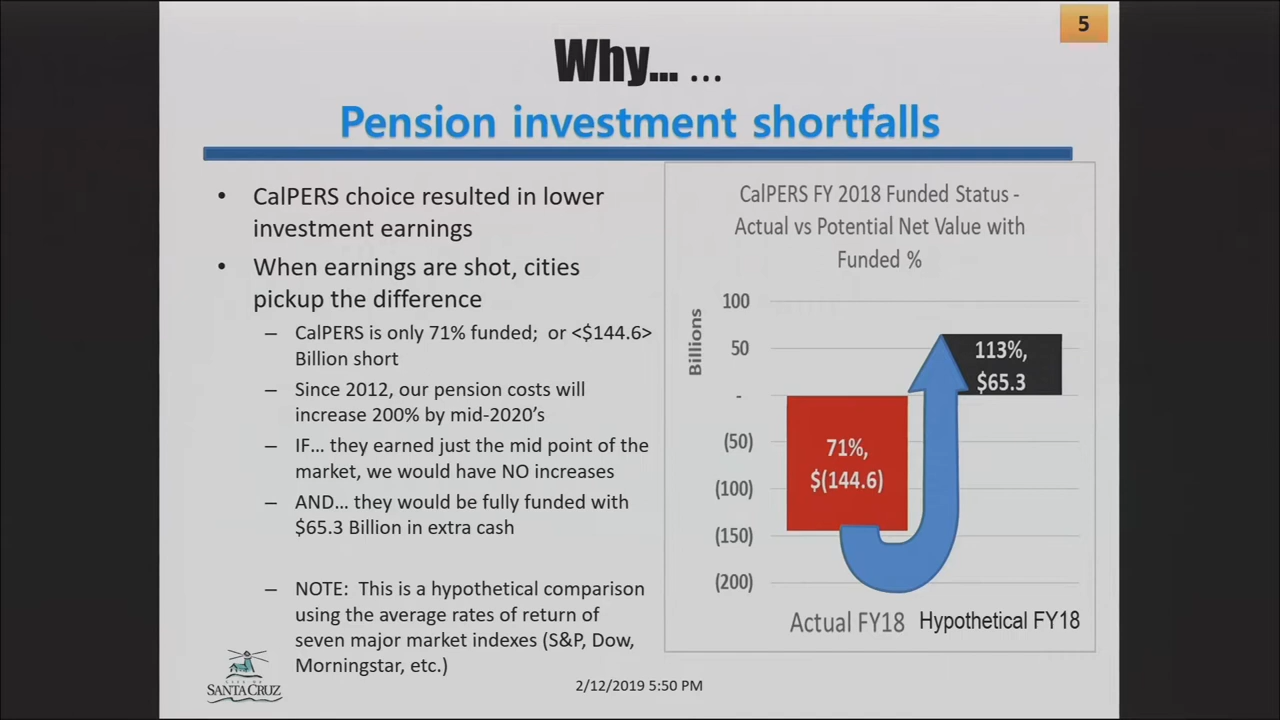 5
Why... ...
Pension investment shortfalls
• CalPERS choice resulted in lower
investment earnings
• When earnings are shot, cities
pickup the difference
– CalPERS is only 71% funded; or <$144.6>
Billion short
– Since 2012, our pension costs will
increase 200% by mid-2020's
– IF... they earned just the mid point of the
market, we would have NO increases
– AND... they would be fully funded with
$65.3 Billion in extra cash
– NOTE: This is a hypothetical comparison
using the average rates of return of
seven major market indexes (S&P, Dow,
Morningstar, etc.)
CalPERS FY 2018 Funded Status -
Actual vs Potential Net Value with
Funded %
Billions
100
50
-
(50)
(100)
(150)
(200)
71%,
$(144.6)
113%,
$65.3
Actual FY18
Hypothetical FY18
CITY OF
SANTA CRUZ
2/12/2019 5:50 PM